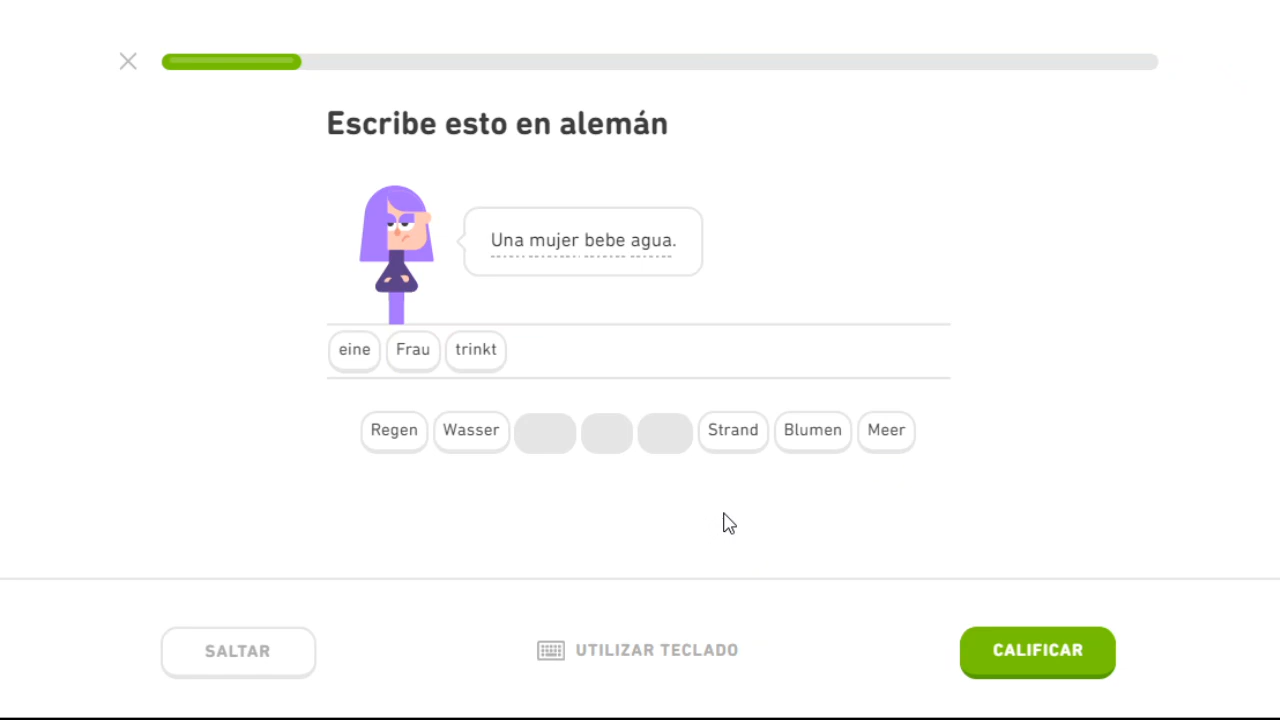 Escribe esto en alemán
Una mujer bebe agua.
eine Frau trinkt
Regen Wasser Strand Blumen Meer
SALTAR UTILIZAR TECLADO CALIFICAR